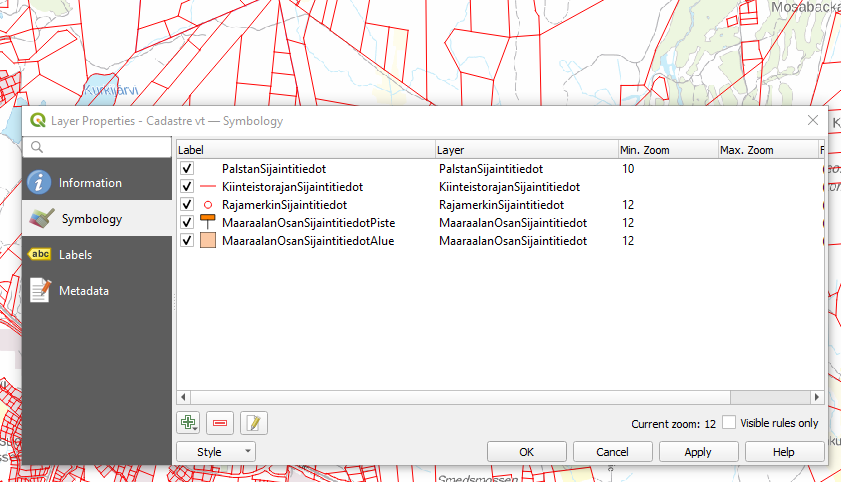 Mosabacka
Kurkijärvi
Layer Properties - Cadastre vt — Symbology
Label Layer Min. Zoom Max. Zoom F
Information
Symbology
abc Labels
Metadata
PalstanSijaintitiedot PalstanSijaintitiedot 10
KiinteistorajanSijaintitiedot KiinteistorajanSijaintitiedot
RajamerkinSijaintitiedot RajamerkinSijaintitiedot 12
MaaraalanOsanSijaintitiedotPiste MaaraalanOsanSijaintitiedot 12
MaaraalanOsanSijaintitiedotAlue MaaraalanOsanSijaintitiedot 12
Current zoom: 12 Visible rules only
Style OK Cancel Apply Help
Smedsmossen